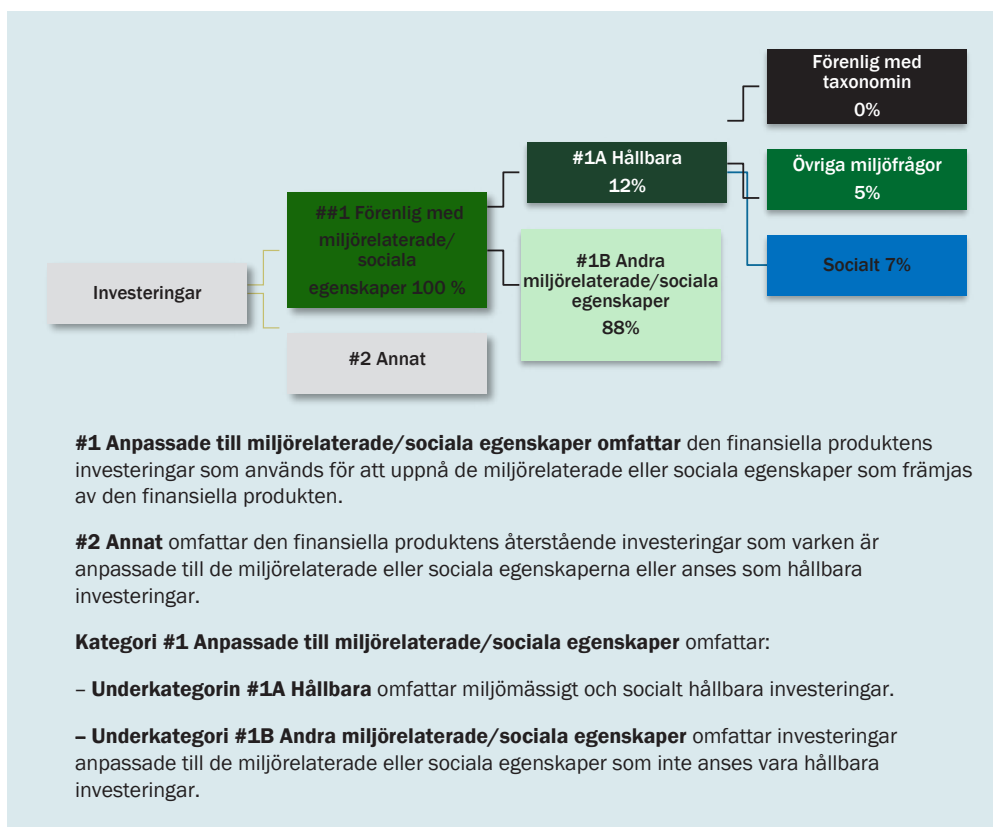 Förenlig med
taxonomin
0%
#1A Hållbara
12%
Övriga miljöfrågor
5%
##1 Förenlig med
miljörelaterade/
sociala
egenskaper 100 %
#1B Andra
miljörelaterade/sociala
egenskaper
88%
Socialt 7%
Investeringar
#2 Annat
#1 Anpassade till miljörelaterade/sociala egenskaper omfattar den finansiella produktens
investeringar som används för att uppnå de miljörelaterade eller sociala egenskaper som främjas
av den finansiella produkten.
#2 Annat omfattar den finansiella produktens återstående investeringar som varken är
anpassade till de miljörelaterade eller sociala egenskaperna eller anses som hållbara
investeringar.
Kategori #1 Anpassade till miljörelaterade/sociala egenskaper omfattar:
– Underkategorin #1A Hållbara omfattar miljömässigt och socialt hållbara investeringar.
– Underkategori #1B Andra miljörelaterade/sociala egenskaper omfattar investeringar
anpassade till de miljörelaterade eller sociala egenskaper som inte anses vara hållbara
investeringar.